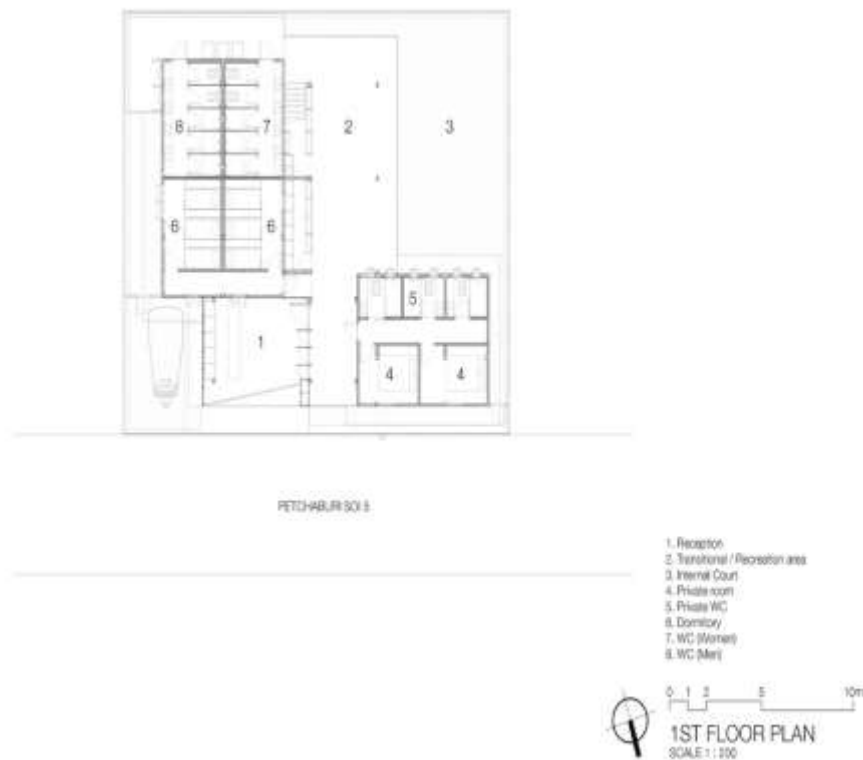 8
7
2
3
6
6
5
1
4
4
PETCHABURI SOI 5
1. Reception
2. Transitional / Recreation area
3. Internal Court
4. Private room
5. Private WC
6. Dormitory
7. WC (Women)
8. WC (Men)
0 1 2 5 10m
1ST FLOOR PLAN
SCALE 1 : 200